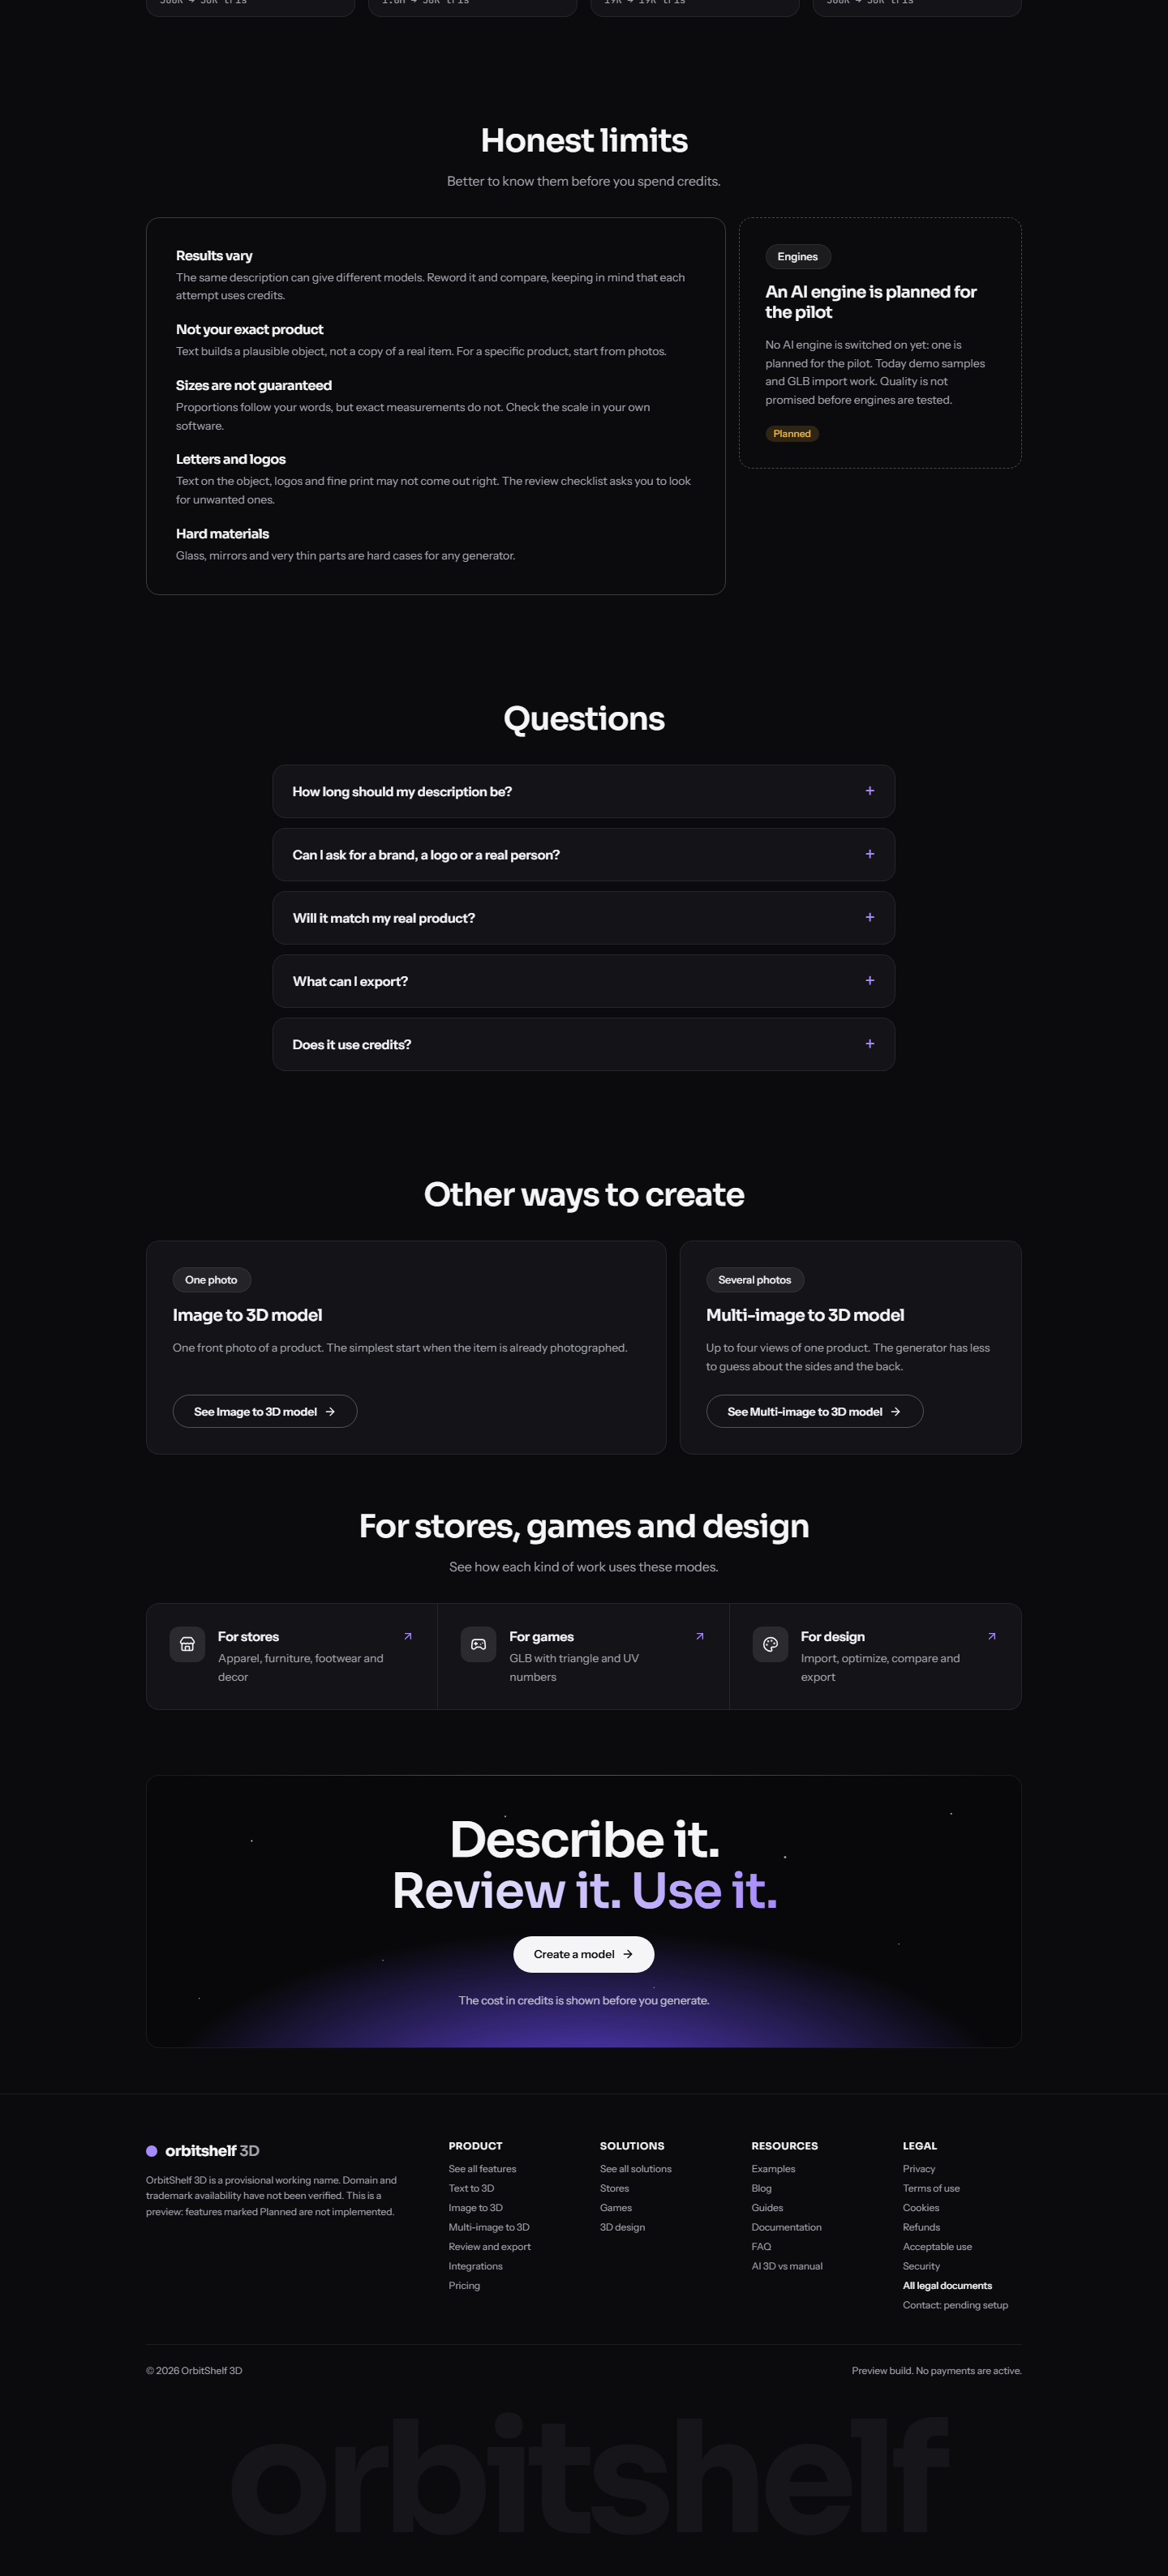 300K → 30K tris
1.0M → 30K tris
19K → 19K tris
300K → 30K tris
Honest limits
Better to know them before you spend credits.
Results vary
The same description can give different models. Reword it and compare, keeping in mind that each
attempt uses credits.
Not your exact product
Text builds a plausible object, not a copy of a real item. For a specific product, start from photos.
Sizes are not guaranteed
Proportions follow your words, but exact measurements do not. Check the scale in your own
software.
Letters and logos
Text on the object, logos and fine print may not come out right. The review checklist asks you to look
for unwanted ones.
Hard materials
Glass, mirrors and very thin parts are hard cases for any generator.
Engines
An AI engine is planned for
the pilot
No AI engine is switched on yet: one is
planned for the pilot. Today demo samples
and GLB import work. Quality is not
promised before engines are tested.
Planned
Questions
How long should my description be? +
Can I ask for a brand, a logo or a real person? +
Will it match my real product? +
What can I export? +
Does it use credits? +
Other ways to create
One photo
Image to 3D model
One front photo of a product. The simplest start when the item is already photographed.
See Image to 3D model →
Several photos
Multi-image to 3D model
Up to four views of one product. The generator has less
to guess about the sides and the back.
See Multi-image to 3D model →
For stores, games and design
See how each kind of work uses these modes.
For stores
Apparel, furniture, footwear and
decor
For games
GLB with triangle and UV
numbers
For design
Import, optimize, compare and
export
Describe it.
Review it. Use it.
Create a model →
The cost in credits is shown before you generate.
orbitshelf 3D
OrbitShelf 3D is a provisional working name. Domain and
trademark availability have not been verified. This is a
preview: features marked Planned are not implemented.
PRODUCT
See all features
Text to 3D
Image to 3D
Multi-image to 3D
Review and export
Integrations
Pricing
SOLUTIONS
See all solutions
Stores
Games
3D design
RESOURCES
Examples
Blog
Guides
Documentation
FAQ
AI 3D vs manual
LEGAL
Privacy
Terms of use
Cookies
Refunds
Acceptable use
Security
All legal documents
Contact: pending setup
© 2026 OrbitShelf 3D
Preview build. No payments are active.
orbitshelf